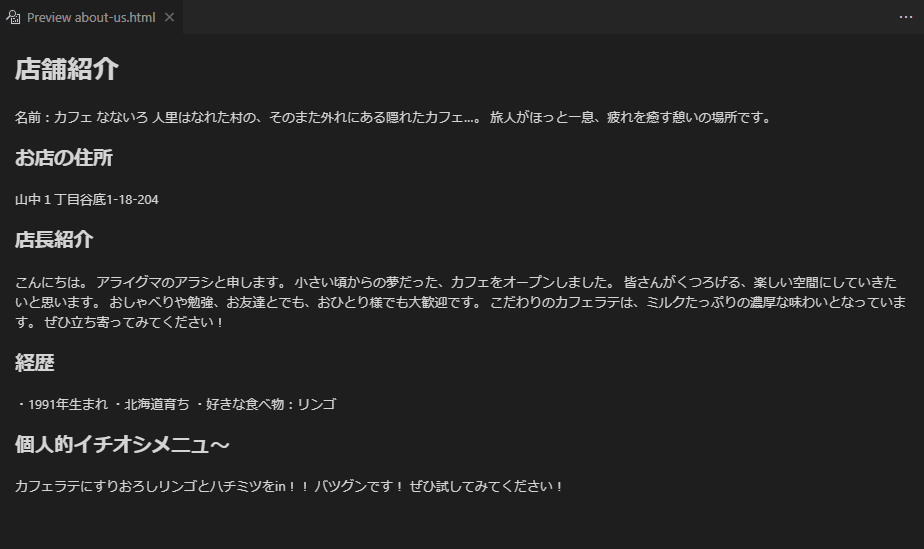 Preview about-us.html
店舗紹介
名前：カフェ なないろ 人里はなれた村の、そのまた外れにある隠れたカフェ...。 旅人がほっと一息、疲れを癒す憩いの場所です。
お店の住所
山中１丁目谷底1-18-204
店長紹介
こんにちは。 アライグマのアラシと申します。 小さい頃からの夢だった、カフェをオープンしました。 皆さんがくつろげる、楽しい空間にしていきた
いと思います。 おしゃべりや勉強、お友達とでも、おひとり様でも大歓迎です。 こだわりのカフェラテは、ミルクたっぷりの濃厚な味わいとなっていま
す。 ぜひ立ち寄ってみてください！
経歴
・1991年生まれ ・北海道育ち ・好きな食べ物：リンゴ
個人的イチオシメニュ～
カフェラテにすりおろしリンゴとハチミツをin！！ バツグンです！ ぜひ試してみてください！